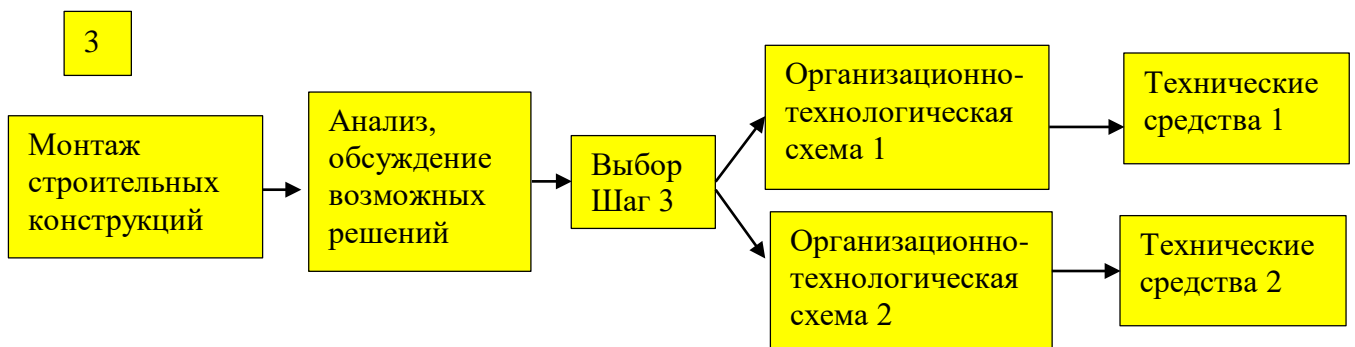 3
Монтаж
строительных
конструкций
Анализ,
обсуждение
возможных
решений
Выбор
Шаг 3
Организационно-
технологическая
схема 1
Технические
средства 1
Организационно-
технологическая
схема 2
Технические
средства 2